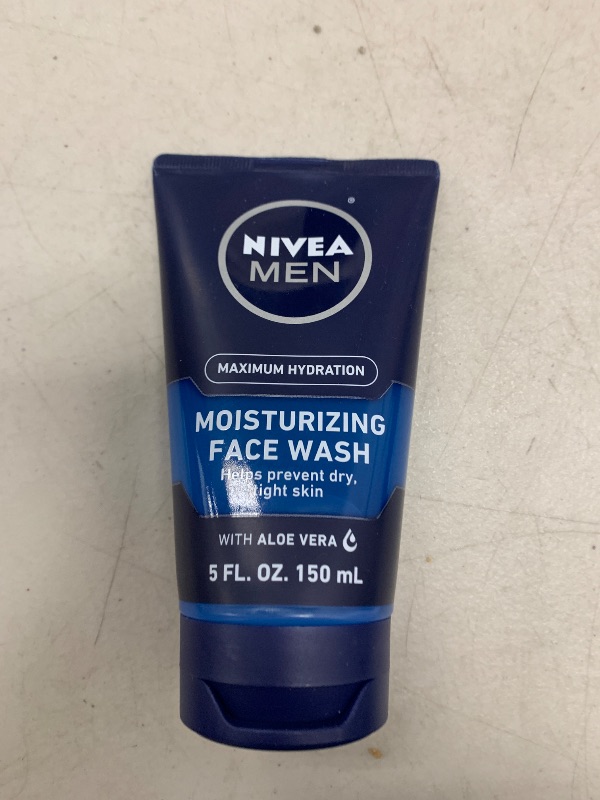 ®
NIVEA
MEN
MAXIMUM HYDRATION
MOISTURIZING
FACE WASH
Helps prevent dry,
tight skin
WITH ALOE VERA
5 FL. OZ. 150 mL